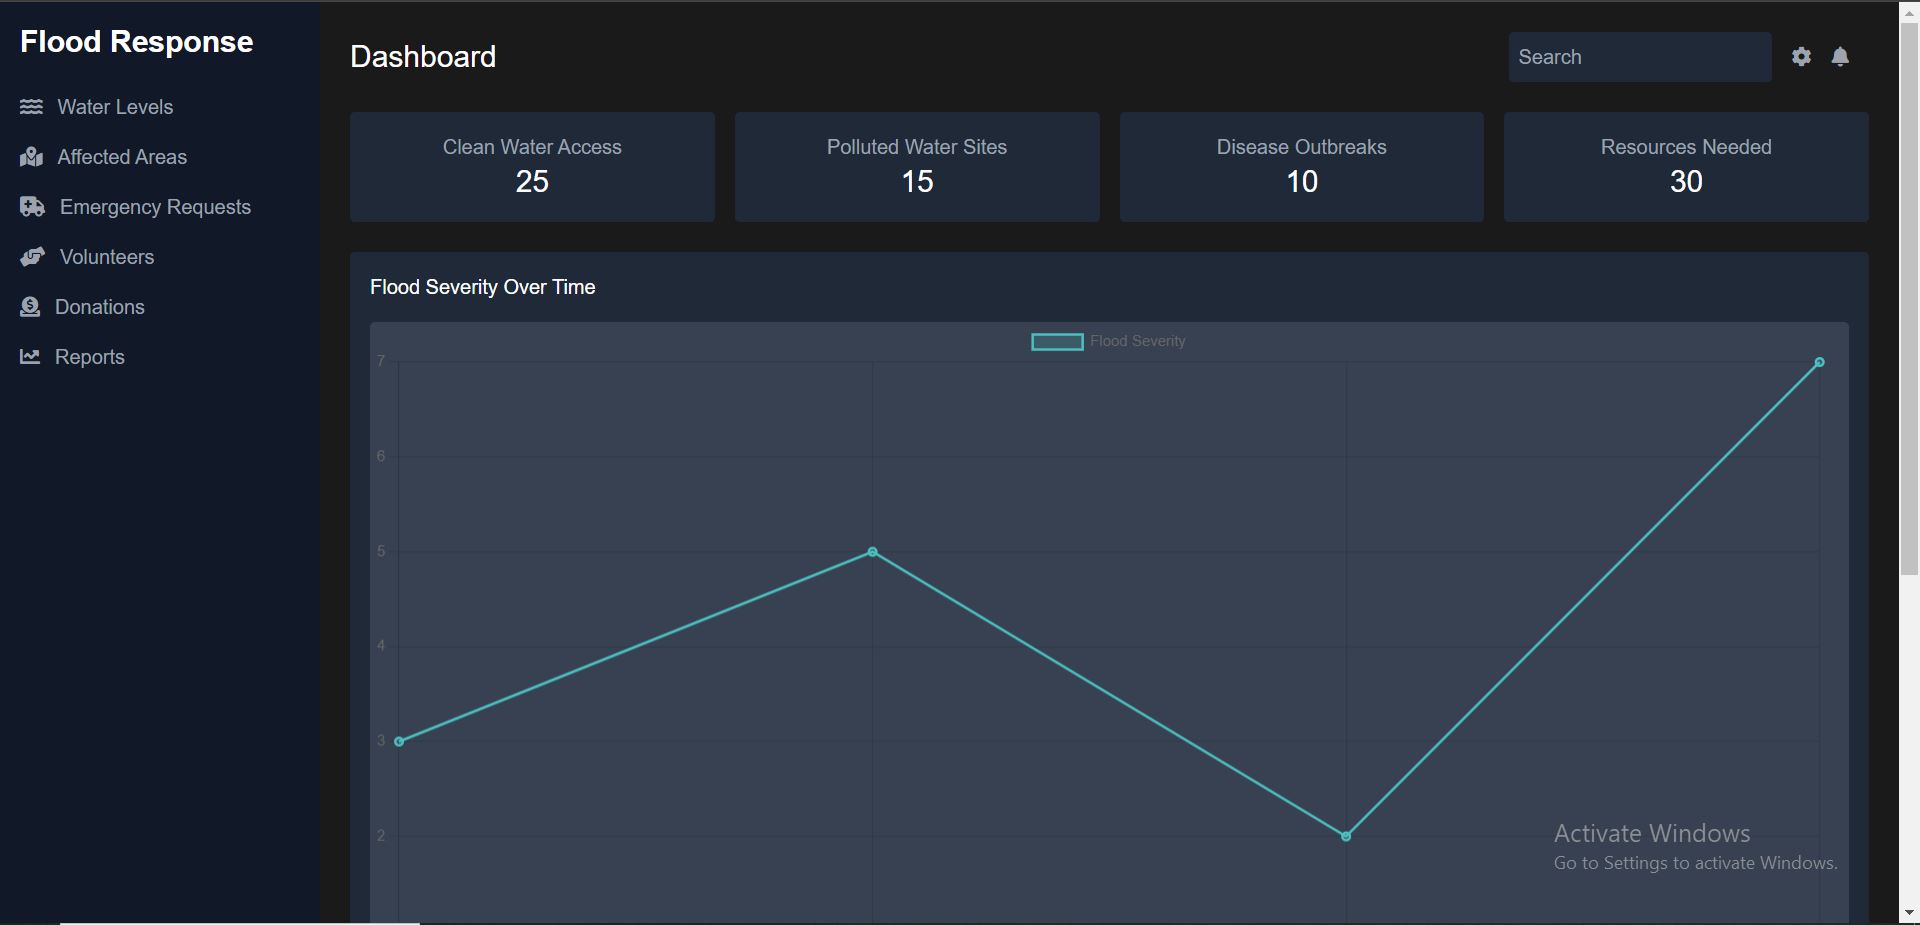 Flood Response
Water Levels
Affected Areas
Emergency Requests
Volunteers
Donations
Reports
Dashboard
Search
Clean Water Access
25
Polluted Water Sites
15
Disease Outbreaks
10
Resources Needed
30
Flood Severity Over Time
Flood Severity
7
6
5
4
3
2
Activate Windows
Go to Settings to activate Windows.